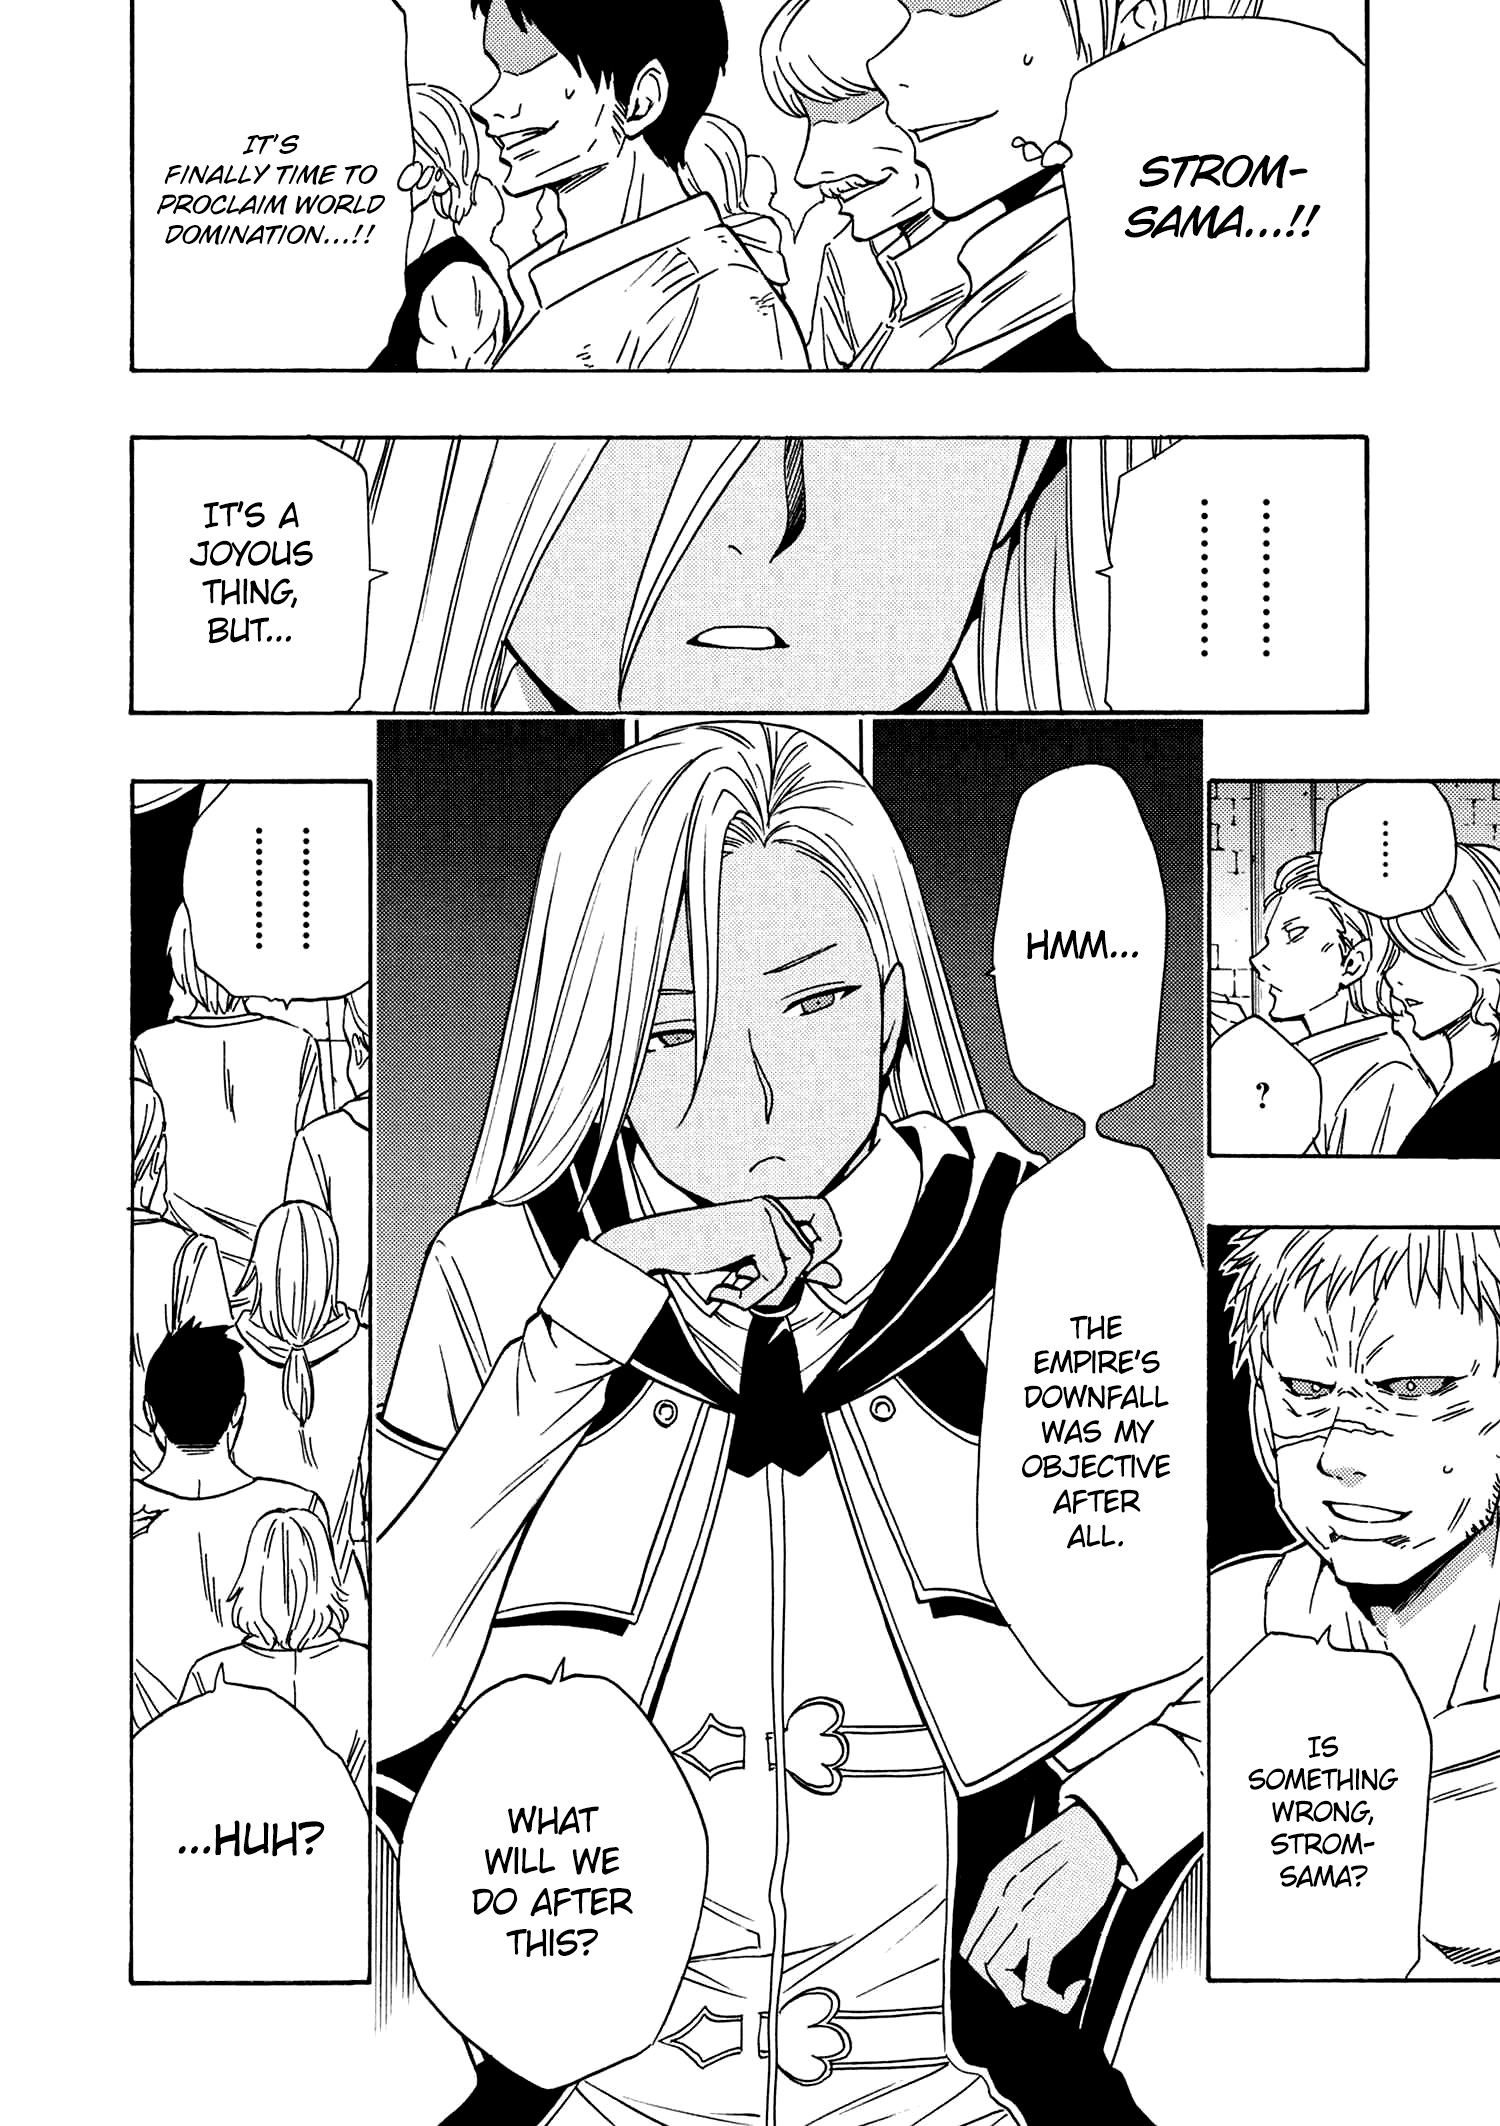 STROM-
SAMA...!!
IT'S
FINALLY TIME TO
PROCLAIM WORLD
DOMINATION...!!
..........
..........
IT'S A
JOYOUS
THING,
BUT...
......
?
IS
SOMETHING
WRONG,
STROM-
SAMA?
HMM...
THE
EMPIRE'S
DOWNFALL
WAS MY
OBJECTIVE
AFTER
ALL.
WHAT
WILL WE
DO AFTER
THIS?
..........
..........
...HUH?